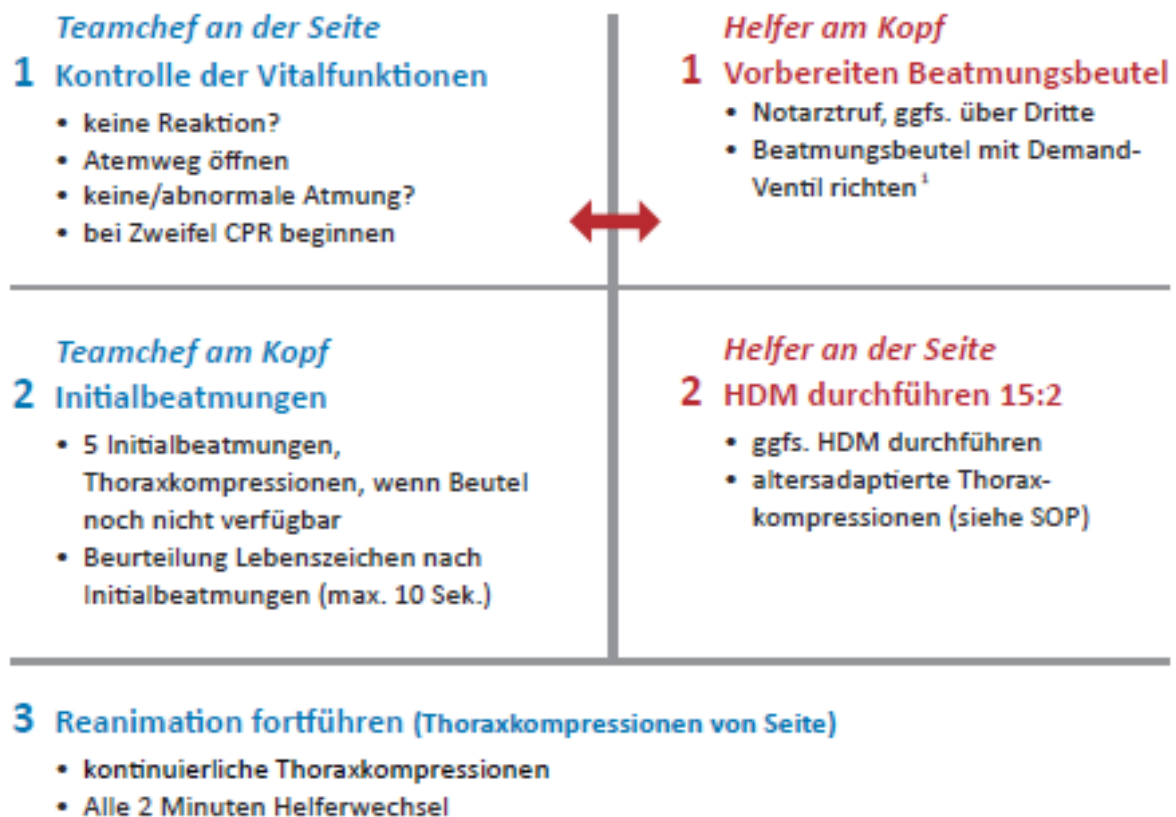 Teamchef an der Seite
1 Kontrolle der Vitalfunktionen
• keine Reaktion?
• Atemweg öffnen
• keine/abnormale Atmung?
• bei Zweifel CPR beginnen
Helfer am Kopf
1 Vorbereiten Beatmungsbeutel
• Notarztruf, ggfs. über Dritte
• Beatmungsbeutel mit Demand-
Ventil richten¹
Teamchef am Kopf
2 Initialbeatmungen
• 5 Initialbeatmungen,
Thoraxkompressionen, wenn Beutel
noch nicht verfügbar
• Beurteilung Lebenszeichen nach
Initialbeatmungen (max. 10 Sek.)
Helfer an der Seite
2 HDM durchführen 15:2
• ggfs. HDM durchführen
• altersadaptierte Thorax-
kompressionen (siehe SOP)
3 Reanimation fortführen (Thoraxkompressionen von Seite)
• kontinuierliche Thoraxkompressionen
• Alle 2 Minuten Helferwechsel